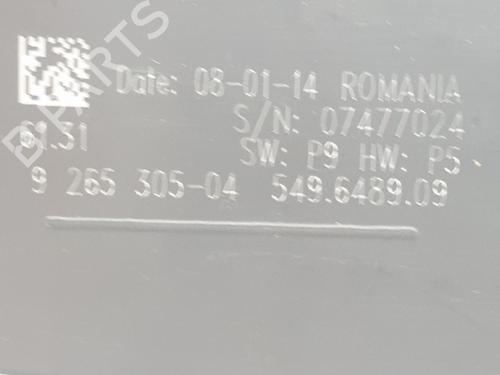 Date: 08-01-14 ROMANIA
S/N: 07477024
61.31 SW: P9 HW: P5
9 265 305-04 549.6489.09
B-PARTS